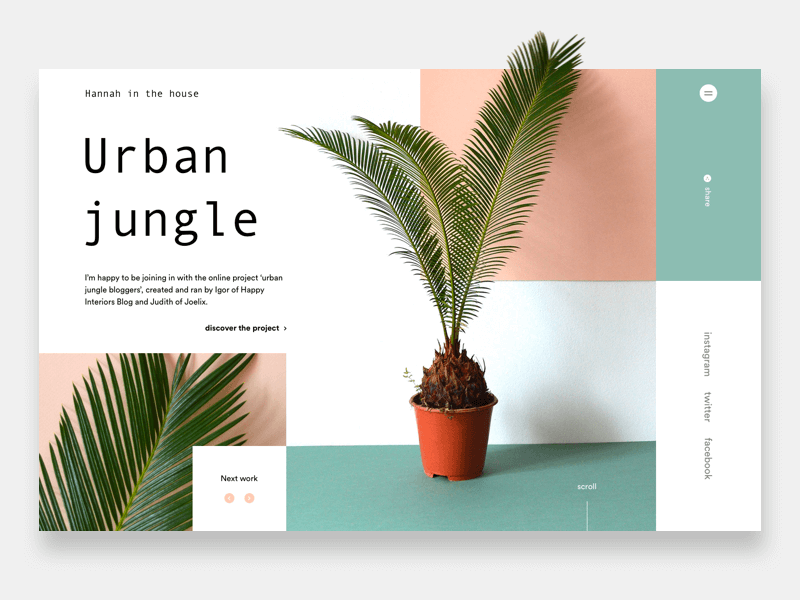 Hannah in the house
Urban
jungle
I'm happy to be joining in with the online project 'urban
jungle bloggers', created and ran by Igor of Happy
Interiors Blog and Judith of Joelix.
discover the project ›
Next work
scroll
share
instagram
twitter
facebook